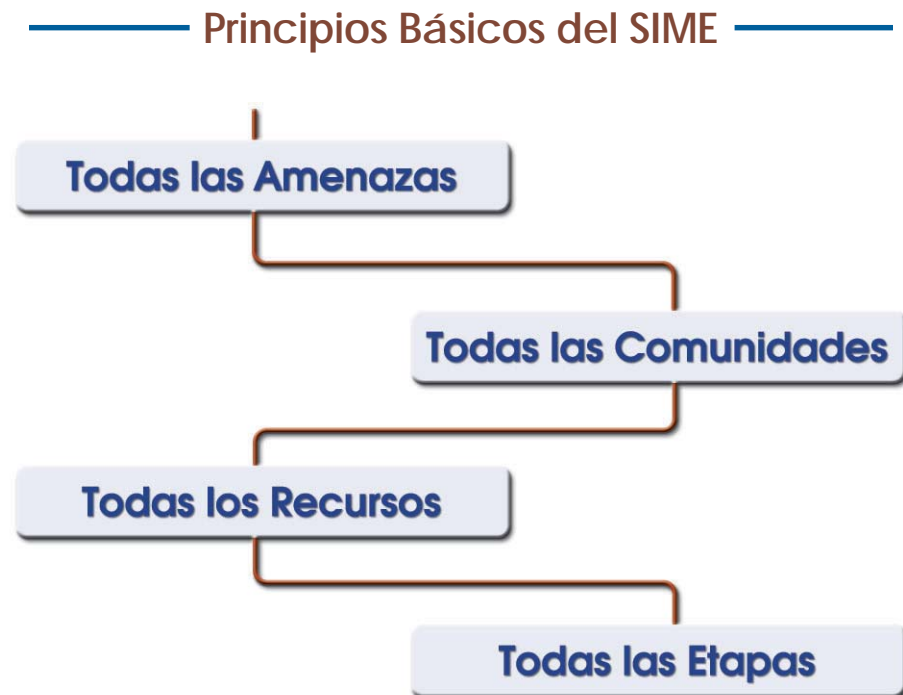 Principios Básicos del SIME
Todas las Amenazas
Todas las Comunidades
Todas los Recursos
Todas las Etapas